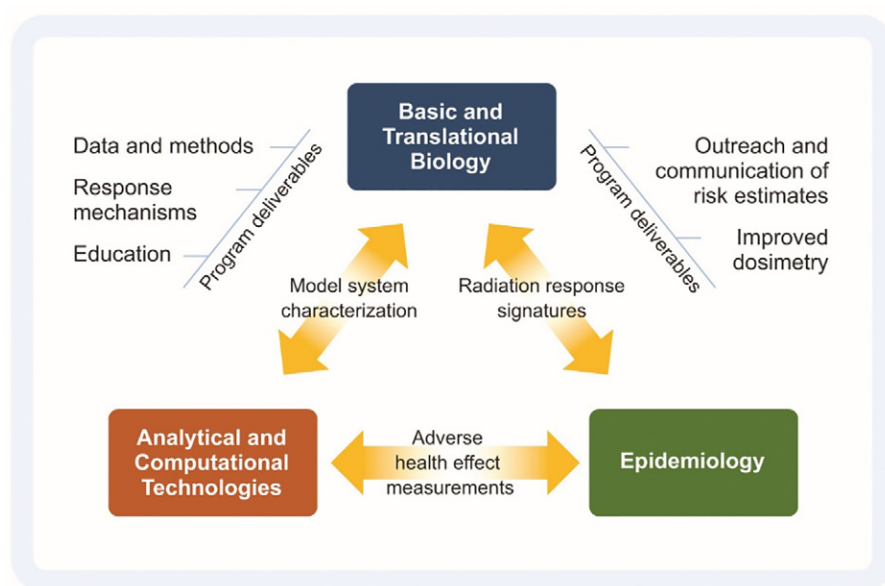 Basic and
Translational
Biology
Data and methods
Response
mechanisms
Education
Program deliverables
Outreach and
communication of
risk estimates
Improved
dosimetry
Program deliverables
Model system
characterization
Radiation response
signatures
Analytical and
Computational
Technologies
Adverse
health effect
measurements
Epidemiology